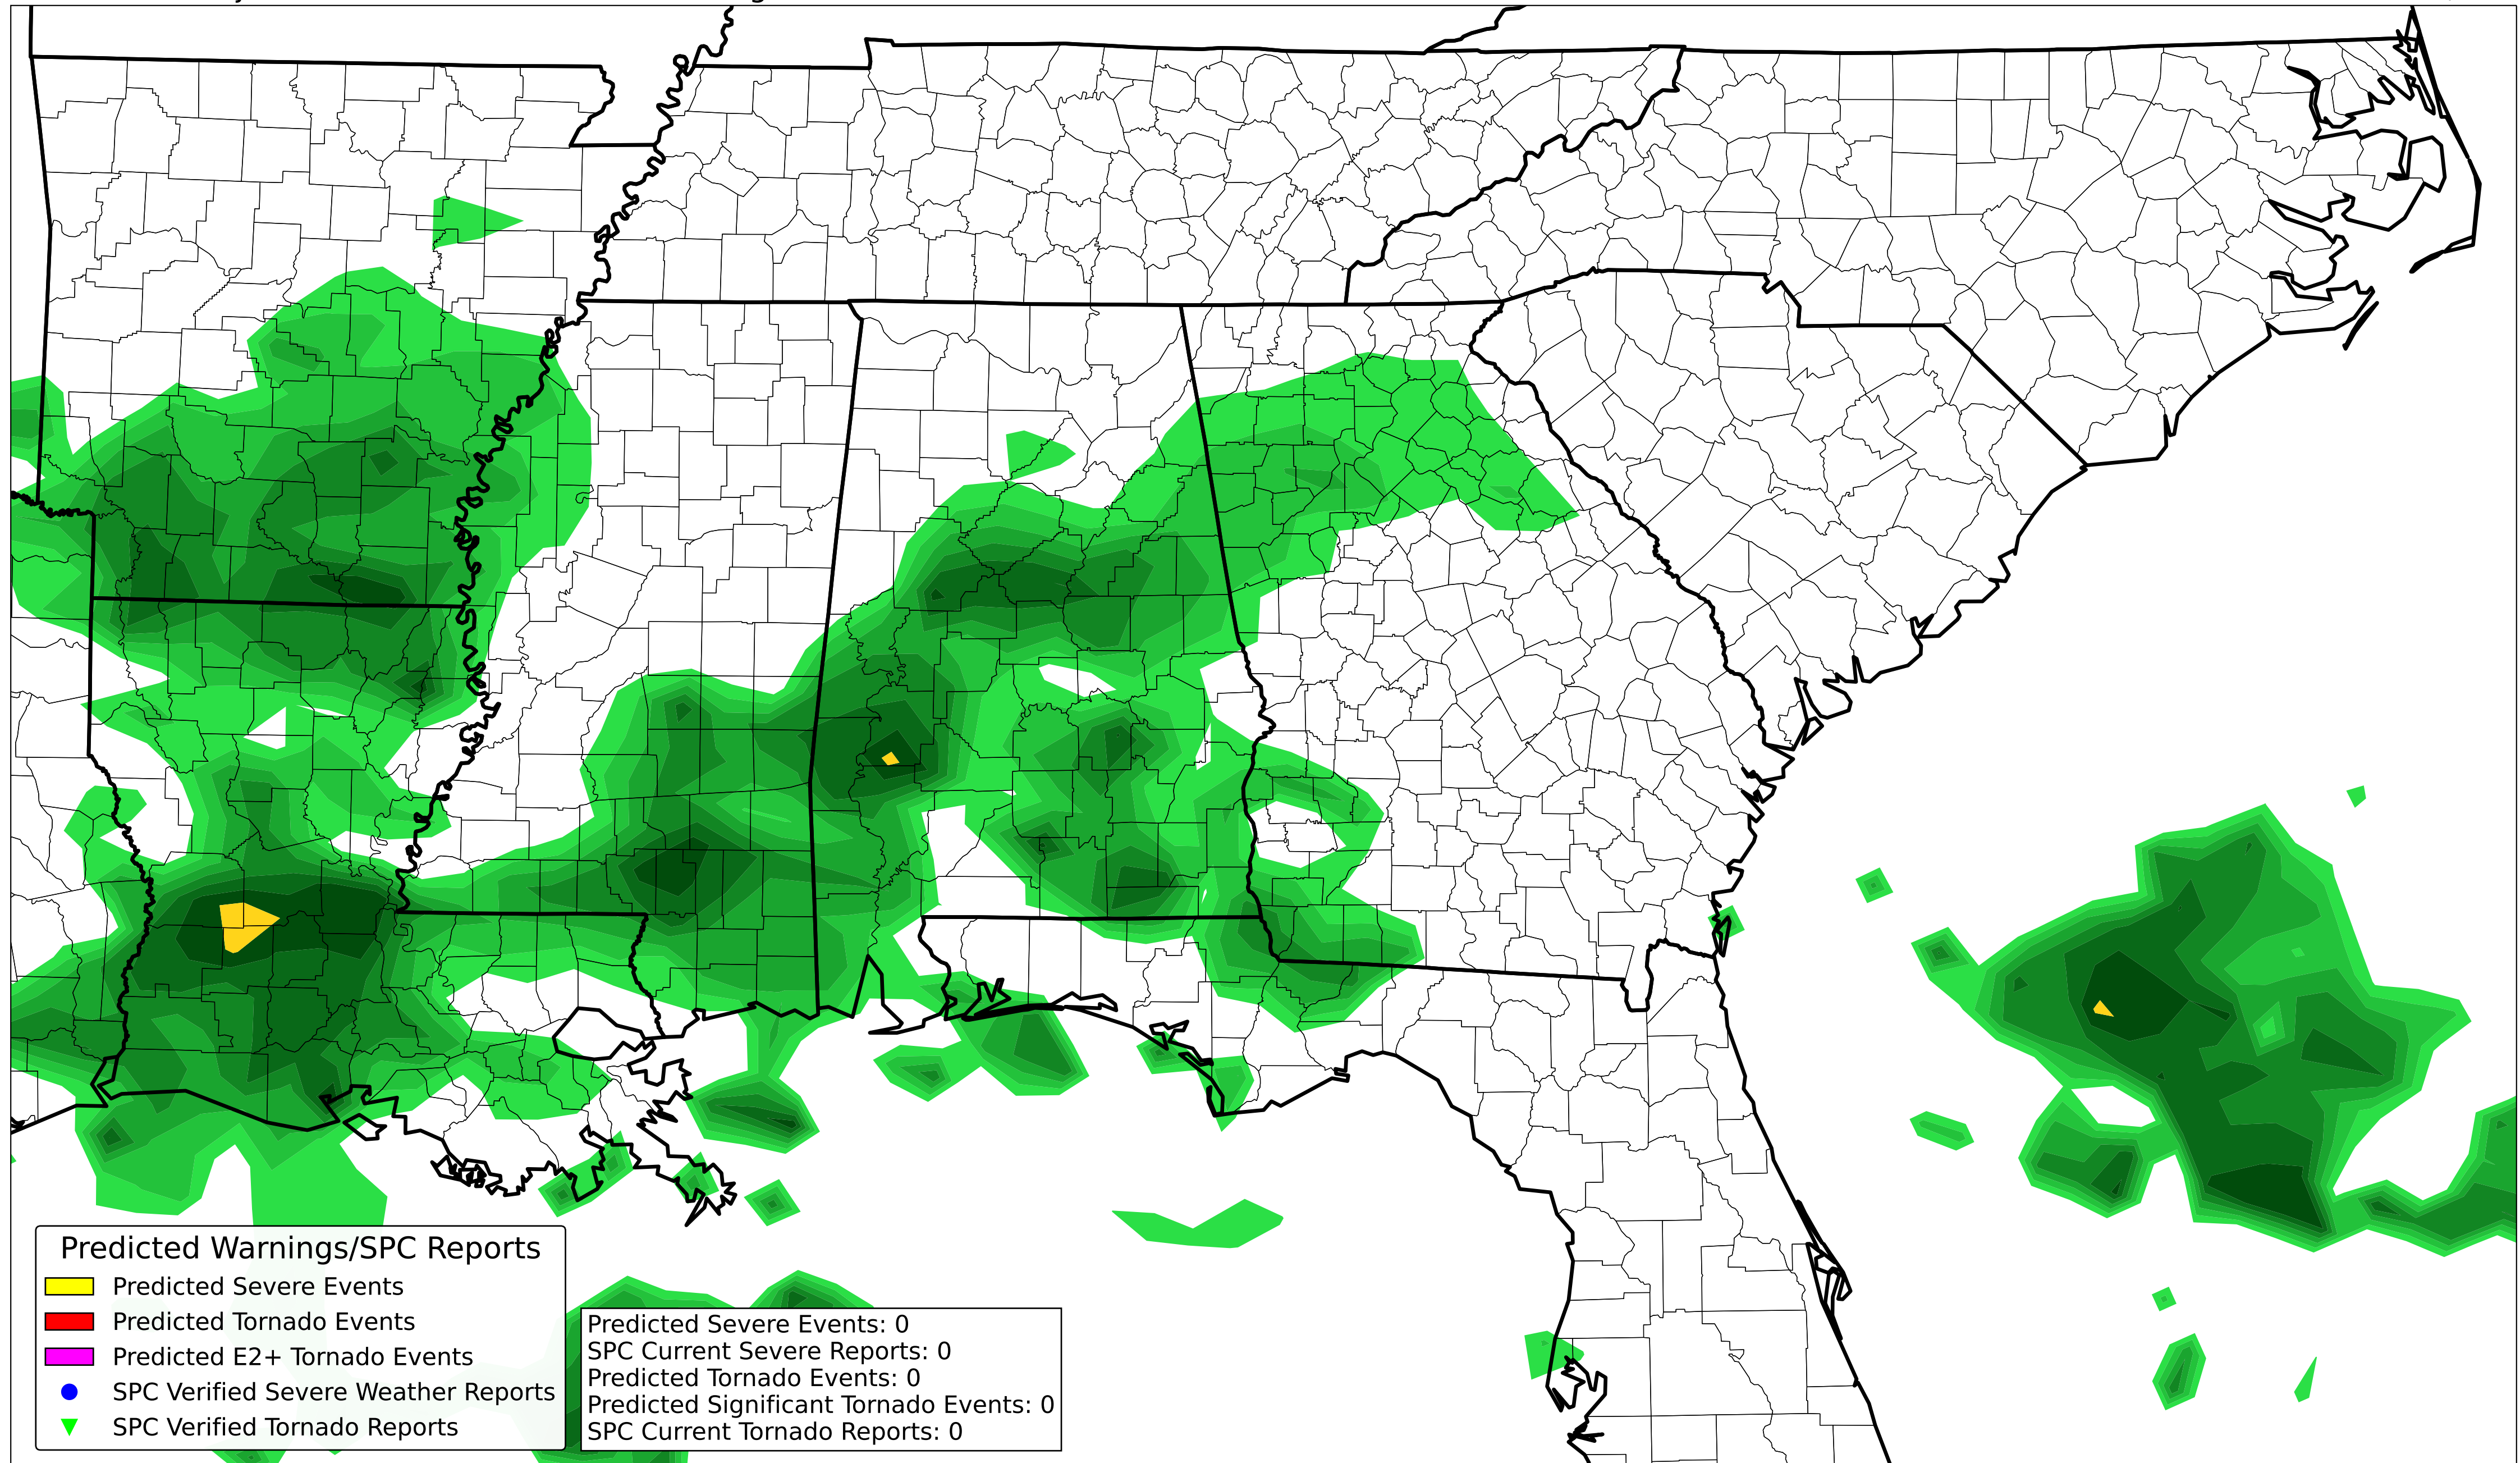 Predicted Warnings/SPC Reports
Predicted Severe Events
Predicted Tornado Events
Predicted E2+ Tornado Events
SPC Verified Severe Weather Reports
SPC Verified Tornado Reports
Predicted Severe Events: 0
SPC Current Severe Reports: 0
Predicted Tornado Events: 0
Predicted Significant Tornado Events: 0
SPC Current Tornado Reports: 0